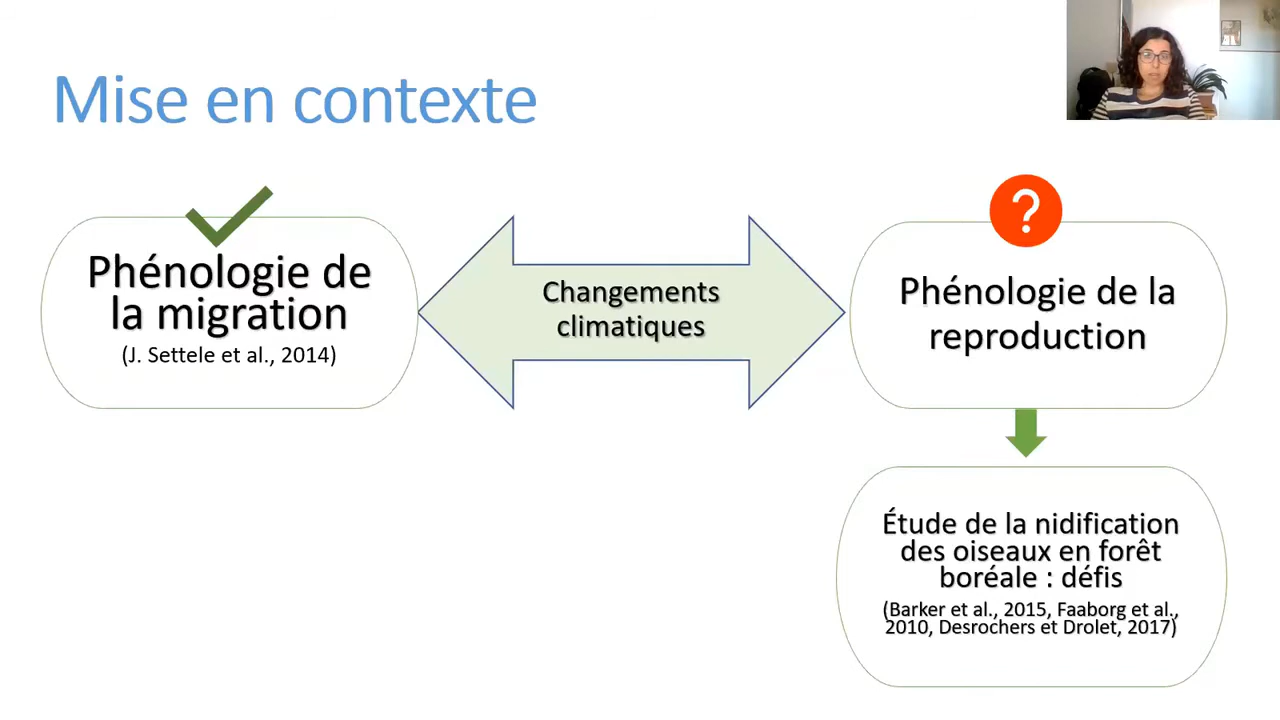 Mise en contexte
Phénologie de
la migration
(J. Settele et al., 2014)
Changements
climatiques
?
Phénologie de la
reproduction
Étude de la nidification
des oiseaux en forêt
boréale : défis
(Barker et al., 2015, Faaborg et al.,
2010, Desrochers et Drolet, 2017)